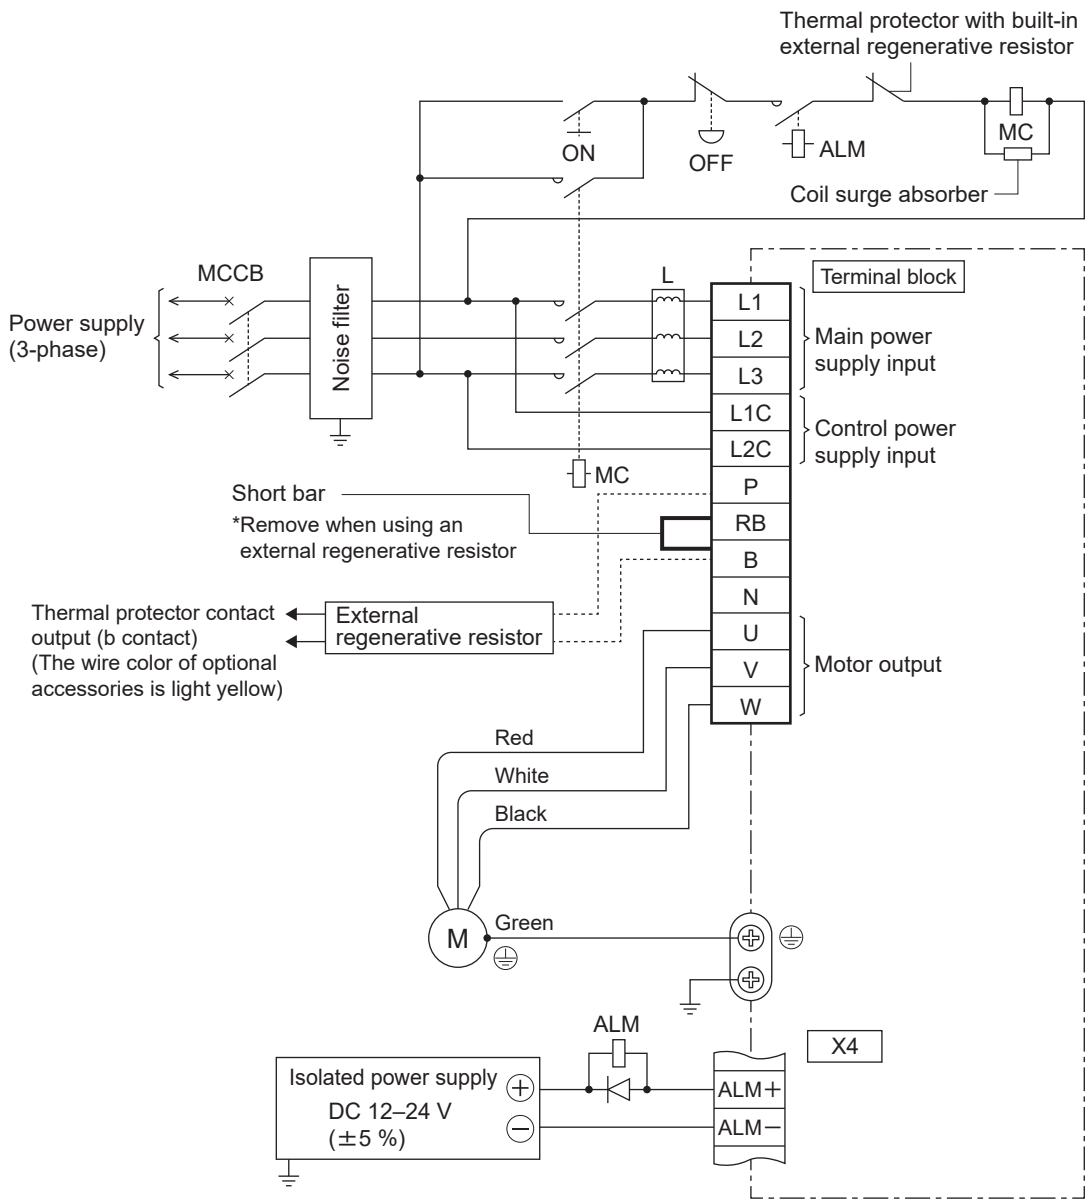 Thermal protector with built-in
external regenerative resistor
ON
OFF
ALM
MC
Coil surge absorber
MCCB
L
Terminal block
Power supply
(3-phase)
Noise filter
L1
L2
L3
Main power
supply input
L1C
L2C
Control power
supply input
MC
P
Short bar
*Remove when using an
external regenerative resistor
RB
B
N
Thermal protector contact
output (b contact)
(The wire color of optional
accessories is light yellow)
External
regenerative resistor
U
V
W
Motor output
Red
White
Black
M
Green
ALM
X4
Isolated power supply
DC 12–24 V
(±5 %)
+
−
ALM+
ALM−